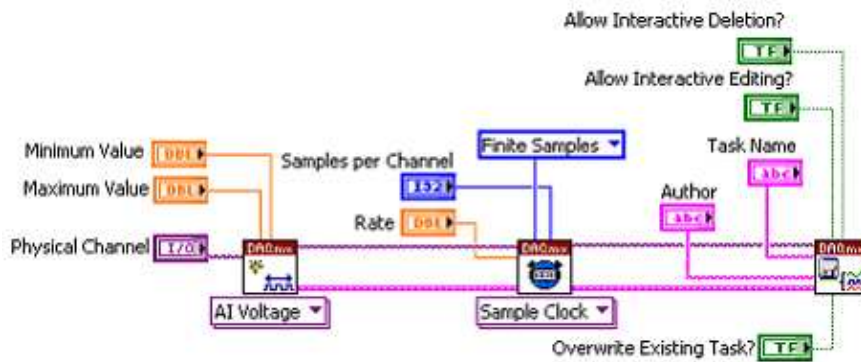 Allow Interactive Deletion?
TF
Allow Interactive Editing?
TF
Minimum Value DBL
Finite Samples
Task Name
Samples per Channel
abc
Maximum Value DBL
I32
Author
Rate DBL
abc
Physical Channel I/O
DAQmx
DAQmx
DAQmx
AI Voltage
Sample Clock
Overwrite Existing Task? TF